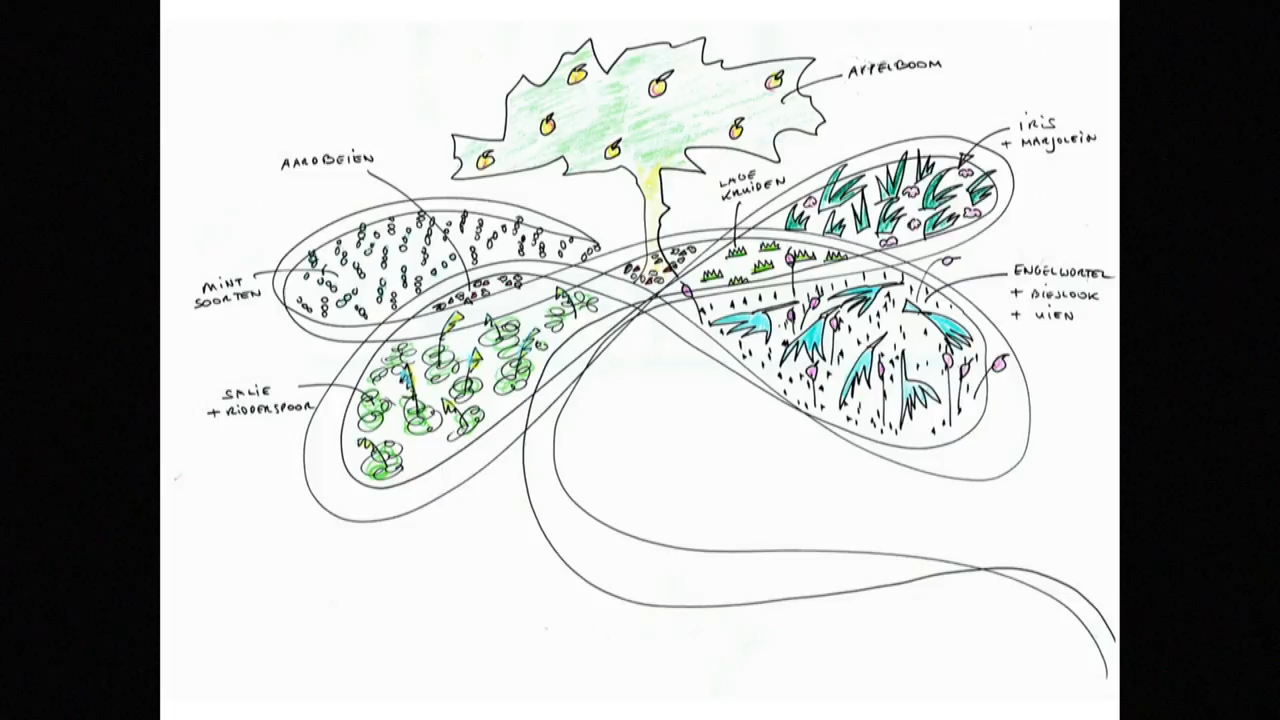 APPELBOOM
IRIS
+ MARJOLEIN
AARDBEIEN
LAGE
KRUIDEN
MINT
SOORTEN
ENGELWORTEL
+ BIESLOOK
+ UIEN
SALIE
+ RIDDERSPOOR